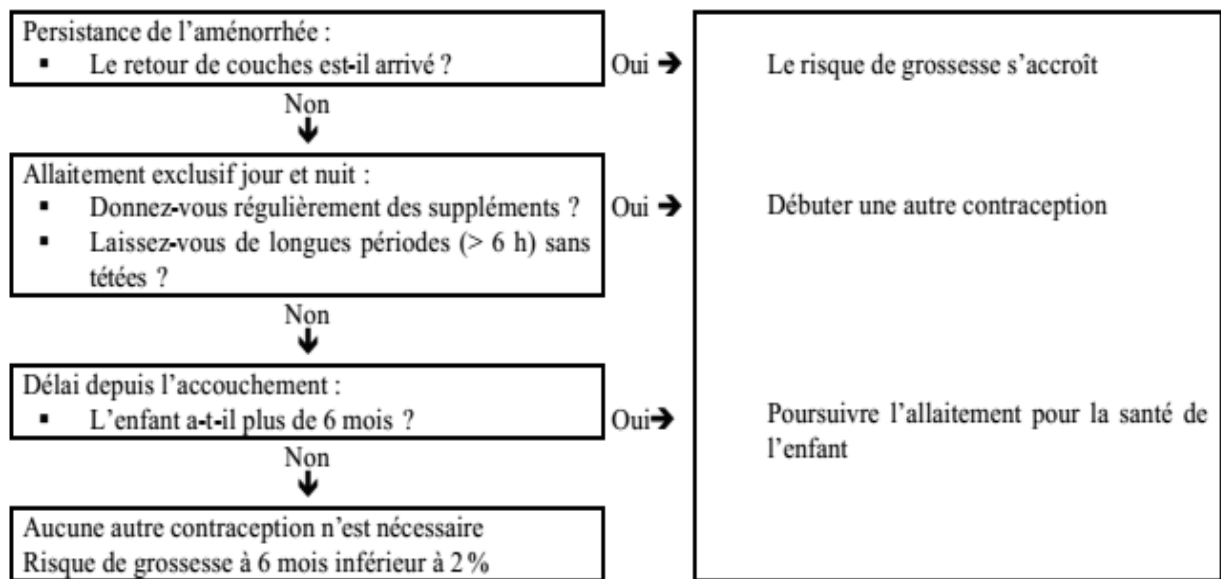 Persistance de l’aménorrhée :
▪ Le retour de couches est-il arrivé ?
Oui ➔
Le risque de grossesse s’accroît
Non
🡻
Allaitement exclusif jour et nuit :
▪ Donnez-vous régulièrement des suppléments ?
Oui ➔
Débuter une autre contraception
▪ Laissez-vous de longues périodes (> 6 h) sans
tétées ?
Non
🡻
Délai depuis l’accouchement :
▪ L’enfant a-t-il plus de 6 mois ?
Oui➔
Poursuivre l’allaitement pour la santé de
l’enfant
Non
🡻
Aucune autre contraception n’est nécessaire
Risque de grossesse à 6 mois inférieur à 2 %